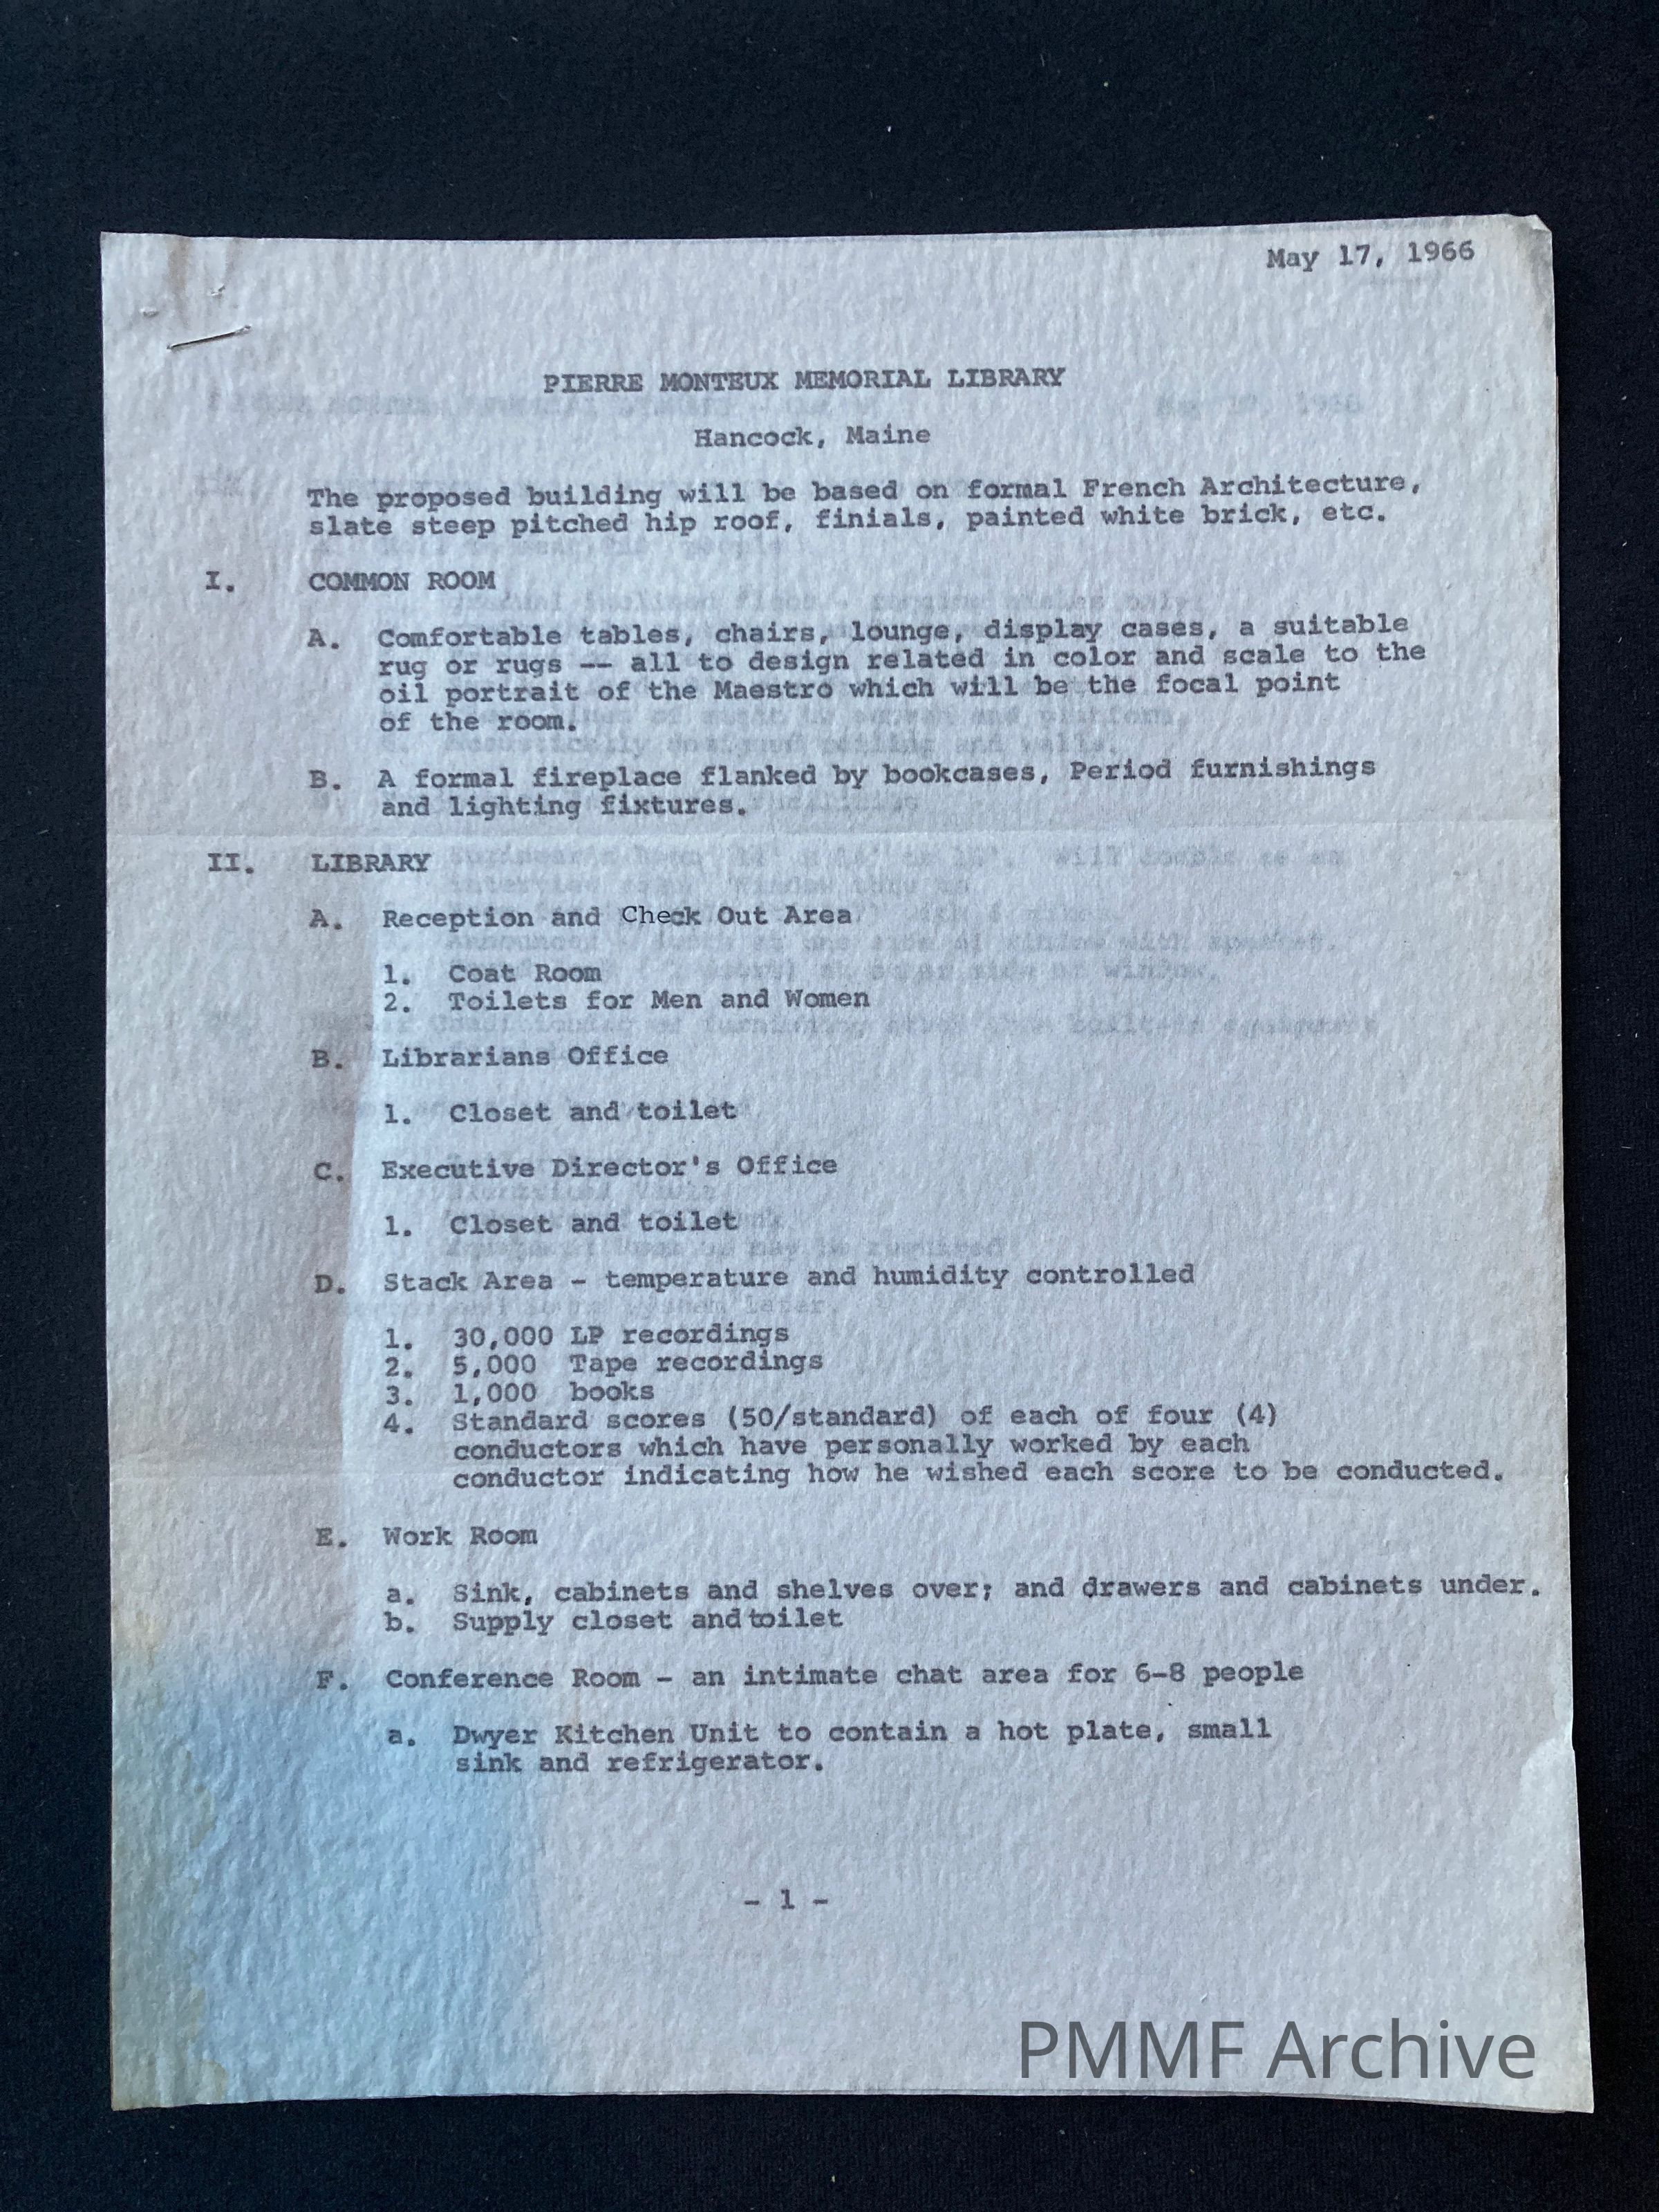 May 17, 1966
PIERRE MONTEUX MEMORIAL LIBRARY
Hancock, Maine
The proposed building will be based on formal French Architecture,
slate steep pitched hip roof, finials, painted white brick, etc.
I. COMMON ROOM
A. Comfortable tables, chairs, lounge, display cases, a suitable
rug or rugs -- all to design related in color and scale to the
oil portrait of the Maestro which will be the focal point
of the room.
B. A formal fireplace flanked by bookcases, Period furnishings
and lighting fixtures.
II. LIBRARY
A. Reception and Check Out Area
1. Coat Room
2. Toilets for Men and Women
B. Librarians Office
1. Closet and toilet
C. Executive Director's Office
1. Closet and toilet
D. Stack Area - temperature and humidity controlled
1. 30,000 LP recordings
2. 5,000 Tape recordings
3. 1,000 books
4. Standard scores (50/standard) of each of four (4)
conductors which have personally worked by each
conductor indicating how he wished each score to be conducted.
E. Work Room
a. Sink, cabinets and shelves over; and drawers and cabinets under.
b. Supply closet and toilet
F. Conference Room - an intimate chat area for 6-8 people
a. Dwyer Kitchen Unit to contain a hot plate, small
sink and refrigerator.
- 1 -
PMMF Archive